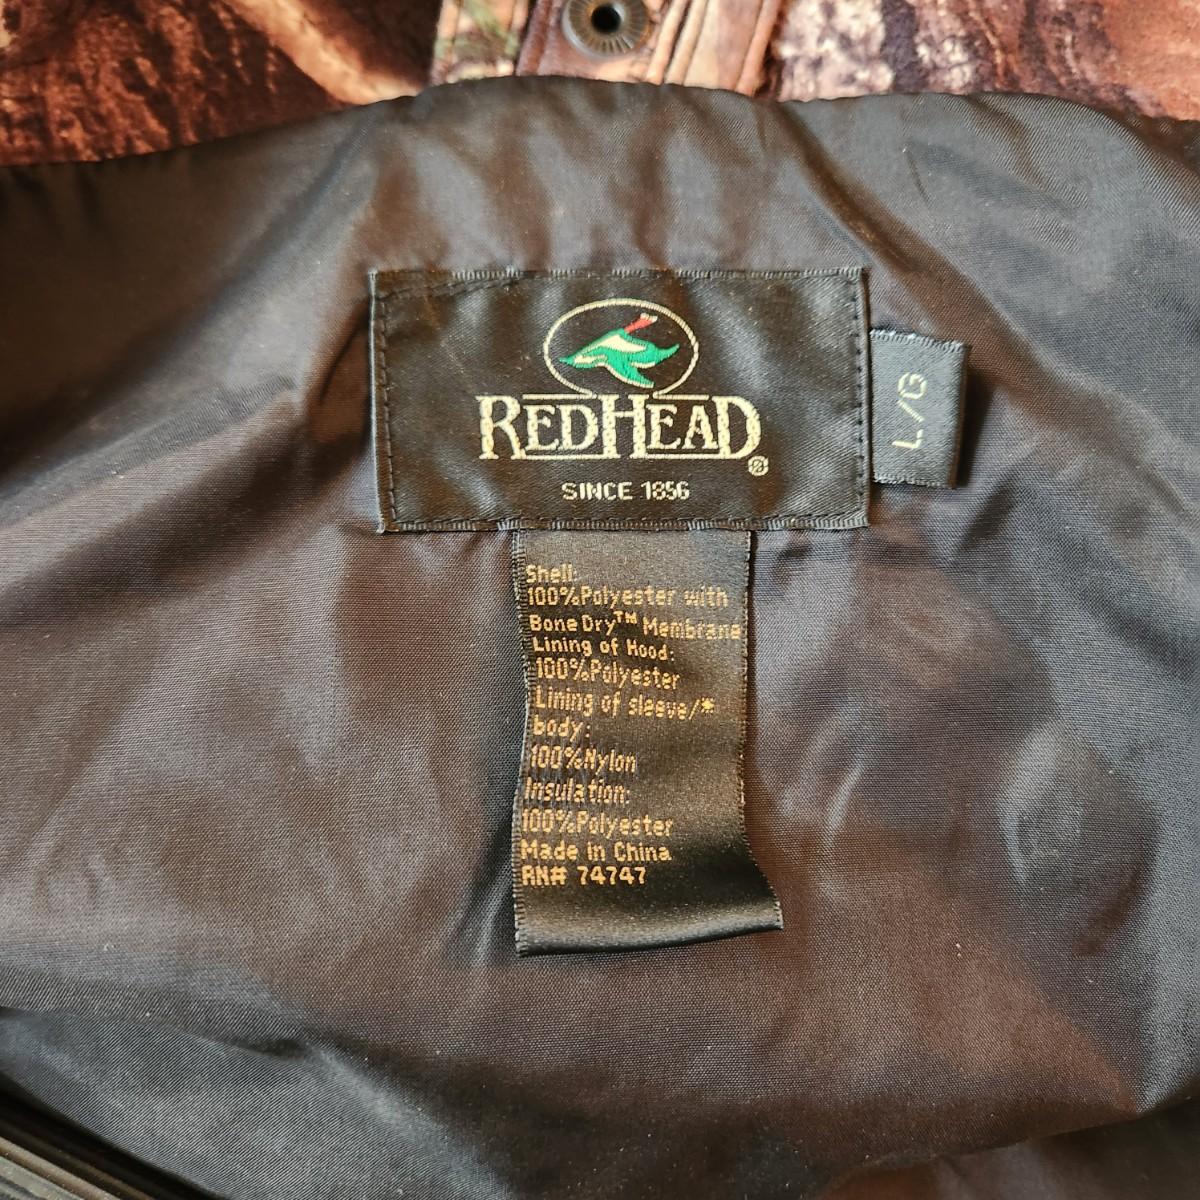 REDHEAD®
SINCE 1856
L/G
Shell:
100%Polyester with
Bone Dry™ Membrane
Lining of Hood:
100%Polyester
Lining of sleeve/*
body:
100%Nylon
Insulation:
100%Polyester
Made in China
RN# 74747